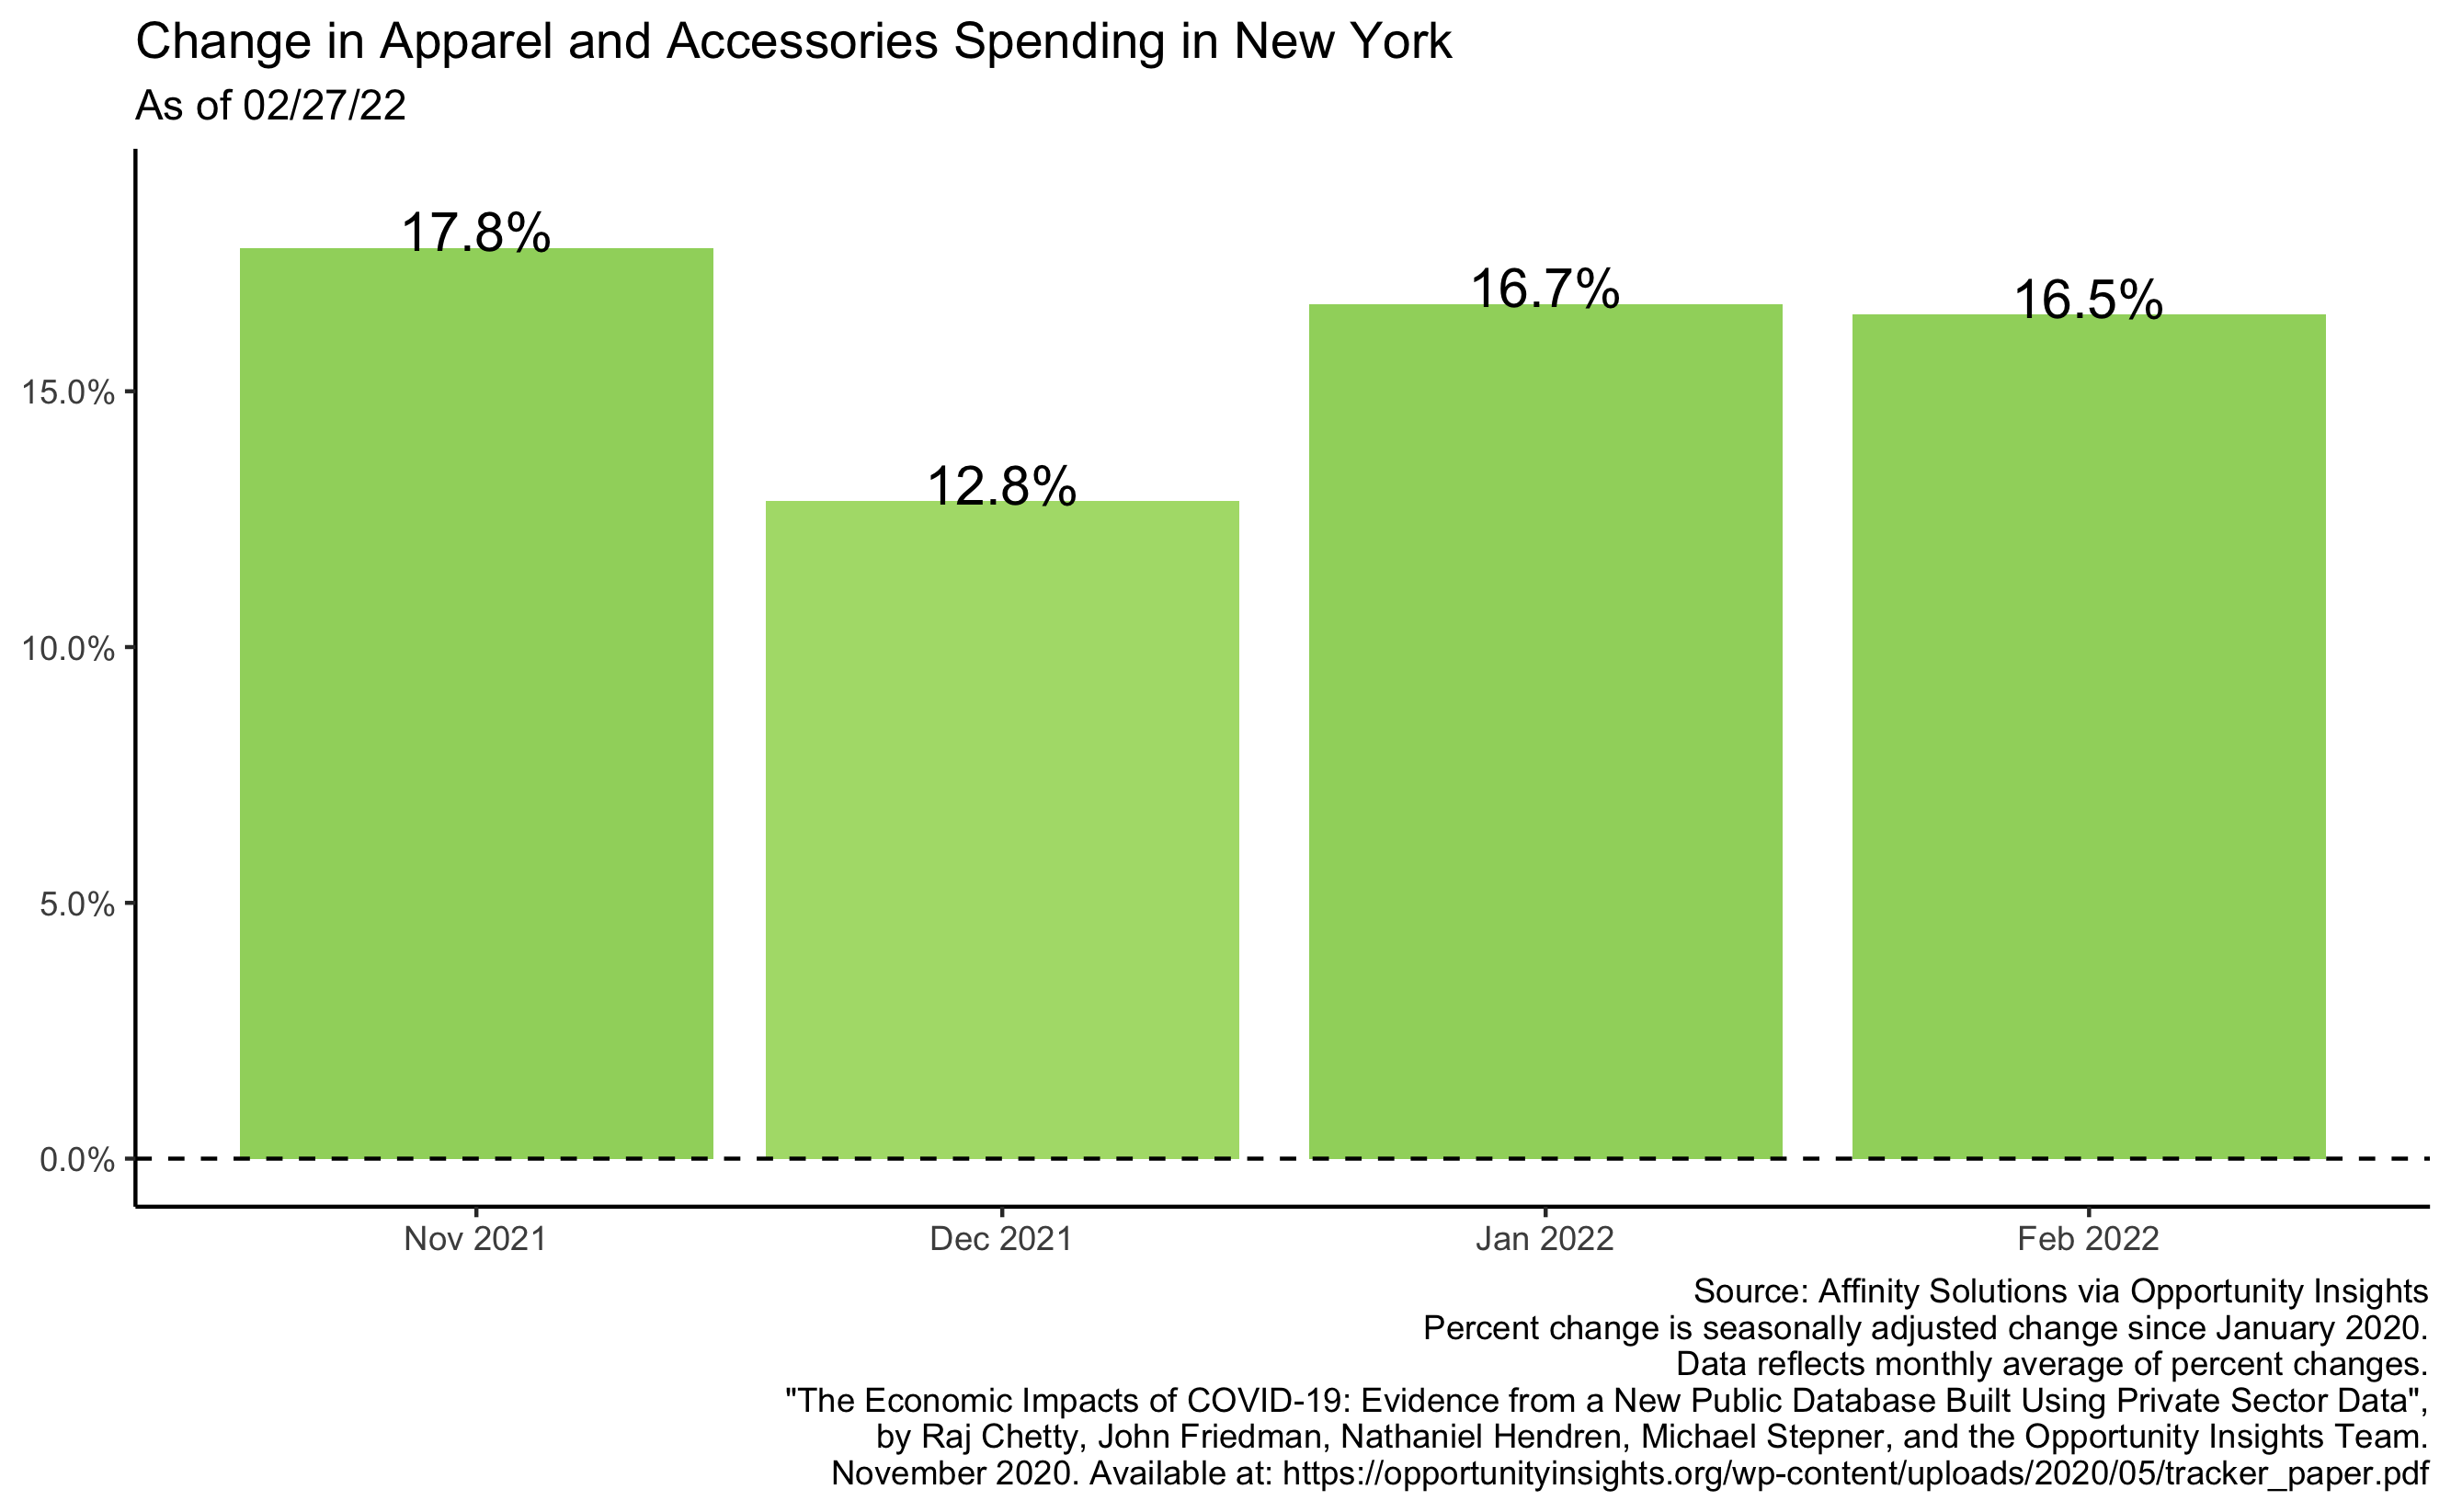 Change in Apparel and Accessories Spending in New York
As of 02/27/22
17.8%
12.8%
16.7%
16.5%
15.0%
10.0%
5.0%
0.0%
Nov 2021
Dec 2021
Jan 2022
Feb 2022
Source: Affinity Solutions via Opportunity Insights
Percent change is seasonally adjusted change since January 2020.
Data reflects monthly average of percent changes.
"The Economic Impacts of COVID-19: Evidence from a New Public Database Built Using Private Sector Data",
by Raj Chetty, John Friedman, Nathaniel Hendren, Michael Stepner, and the Opportunity Insights Team.
November 2020. Available at: https://opportunityinsights.org/wp-content/uploads/2020/05/tracker_paper.pdf